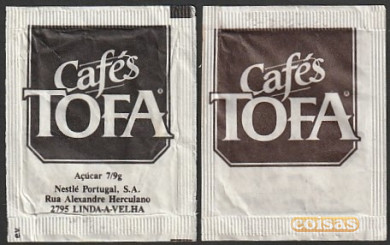 Cafés
TOFA®
Açúcar 7/9g
Nestlé Portugal, S.A.
Rua Alexandre Herculano
2795 LINDA-A-VELHA
Cafés
TOFA®
coisas